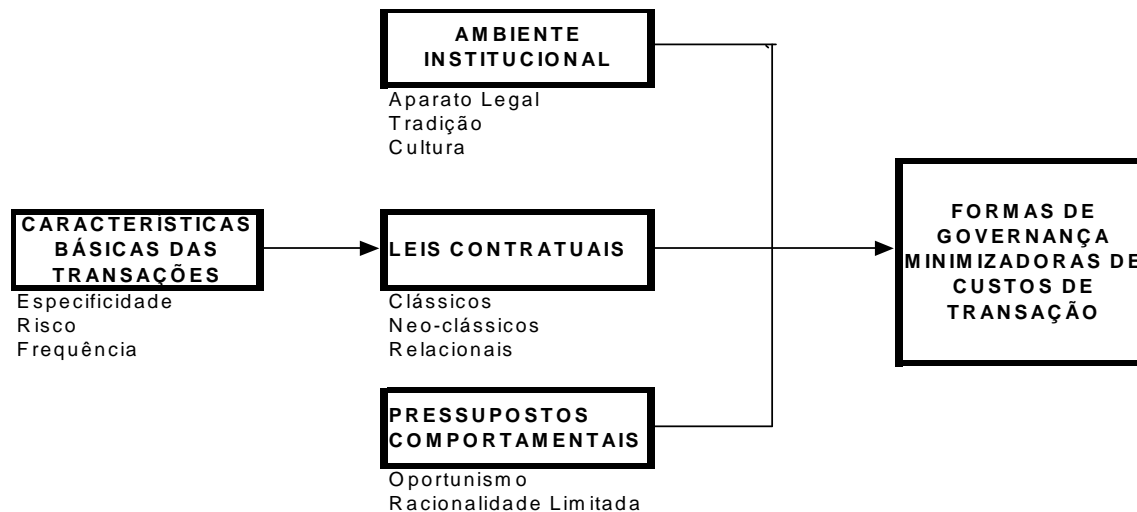 AMBIENTE
INSTITUCIONAL
Aparato Legal
Tradição
Cultura
CARACTERÍSTICAS
BÁSICAS DAS
TRANSAÇÕES
Especificidade
Risco
Frequência
LEIS CONTRATUAIS
Clássicos
Neo-clássicos
Relacionais
PRESSUPOSTOS
COMPORTAMENTAIS
Oportunismo
Racionalidade Limitada
FORMAS DE
GOVERNANÇA
MINIMIZADORAS DE
CUSTOS DE
TRANSAÇÃO